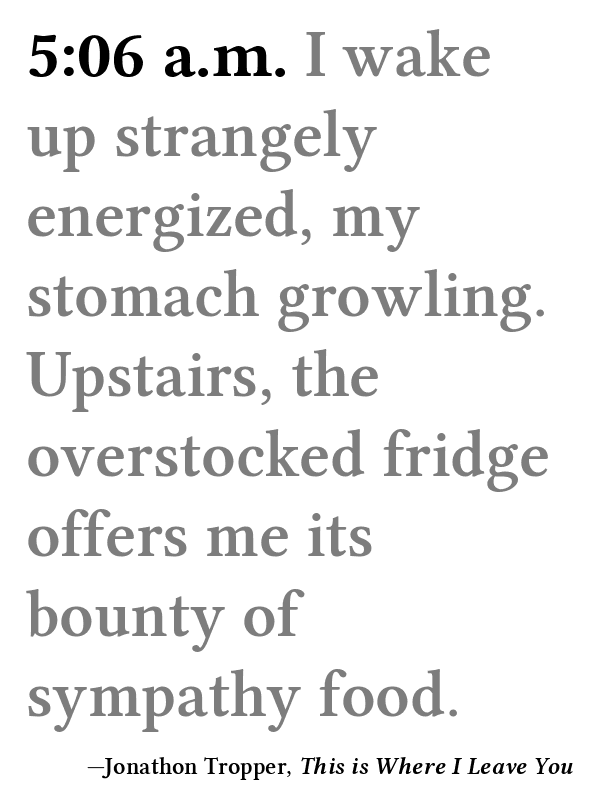 5:06 a.m. I wake
up strangely
energized, my
stomach growling.
Upstairs, the
overstocked fridge
offers me its
bounty of
sympathy food.
—Jonathon Tropper, This is Where I Leave You